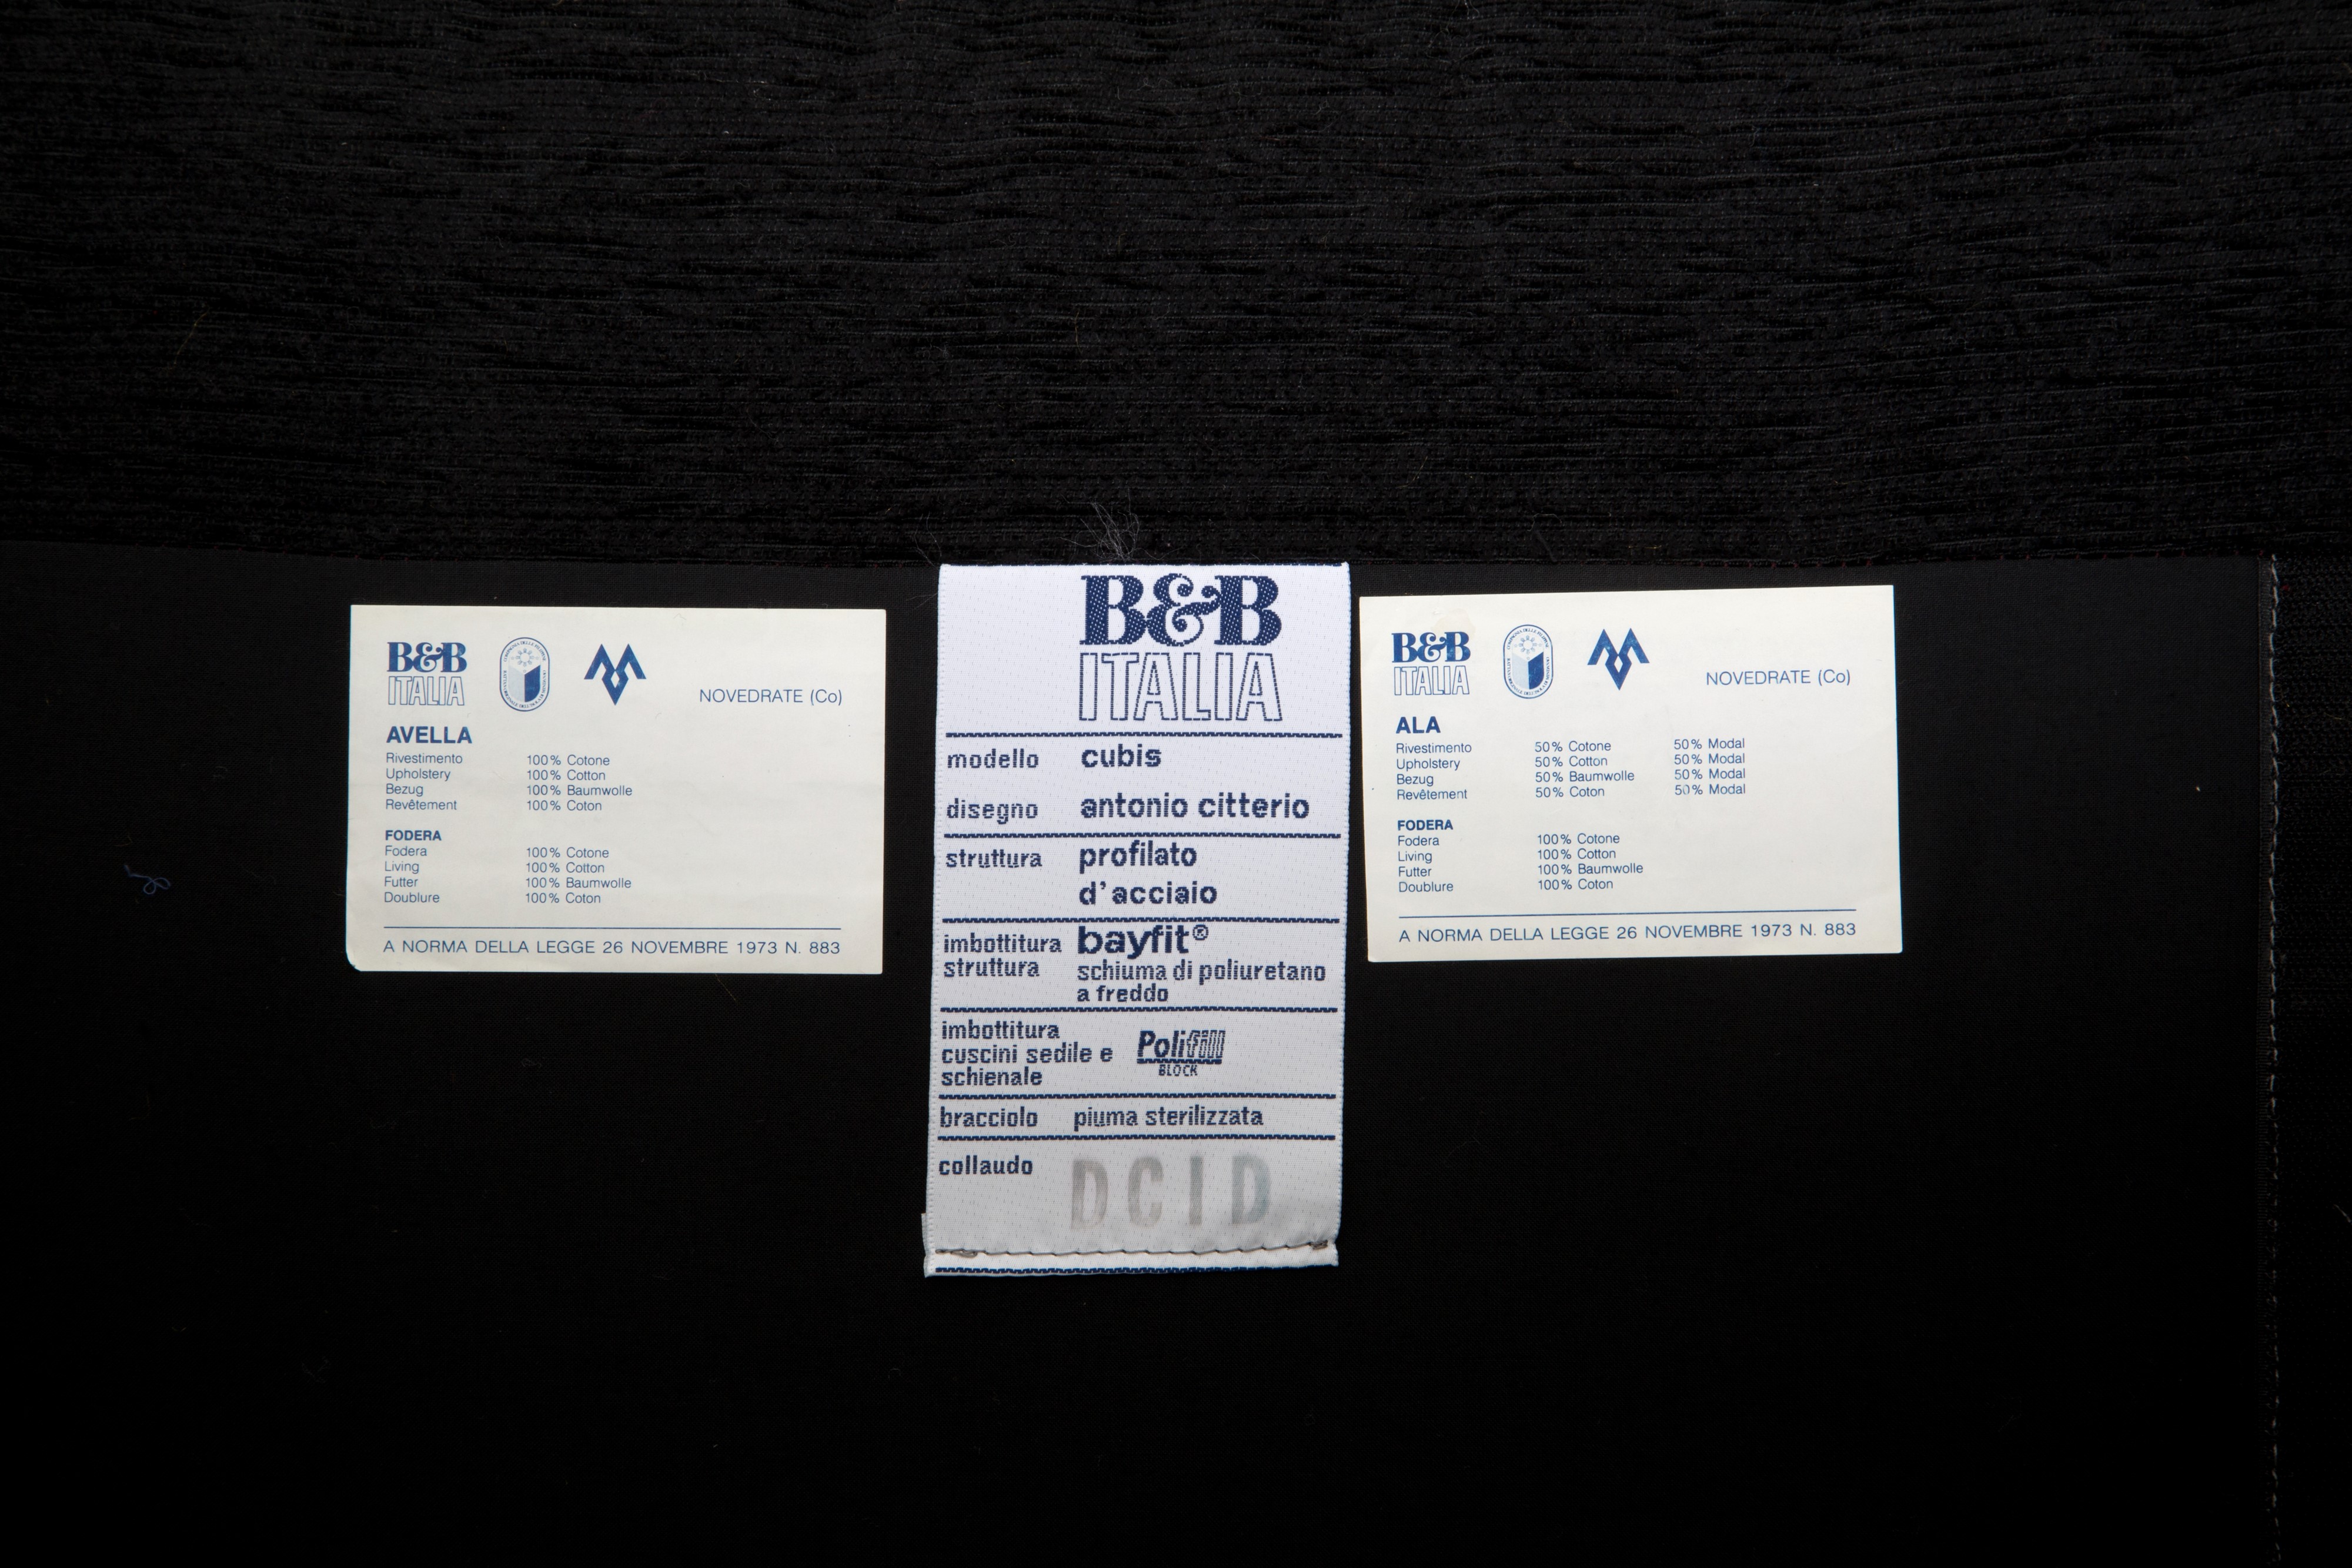 B&B
ITALIA
NOVEDRATE (Co)
AVELLA
Rivestimento 100% Cotone
Upholstery 100% Cotton
Bezug 100% Baumwolle
Revêtement 100% Coton
FODERA
Fodera 100% Cotone
Living 100% Cotton
Futter 100% Baumwolle
Doublure 100% Coton
A NORMA DELLA LEGGE 26 NOVEMBRE 1973 N. 883
B&B
ITALIA
modello cubis
disegno antonio citterio
struttura profilato
d'acciaio
imbottitura bayfit®
struttura schiuma di poliuretano
a freddo
imbottitura
cuscini sedile e Polifill
schienale BLOCK
bracciolo piuma sterilizzata
collaudo DCID
B&B
ITALIA
NOVEDRATE (Co)
ALA
Rivestimento 50% Cotone 50% Modal
Upholstery 50% Cotton 50% Modal
Bezug 50% Baumwolle 50% Modal
Revêtement 50% Coton 50% Modal
FODERA
Fodera 100% Cotone
Living 100% Cotton
Futter 100% Baumwolle
Doublure 100% Coton
A NORMA DELLA LEGGE 26 NOVEMBRE 1973 N. 883